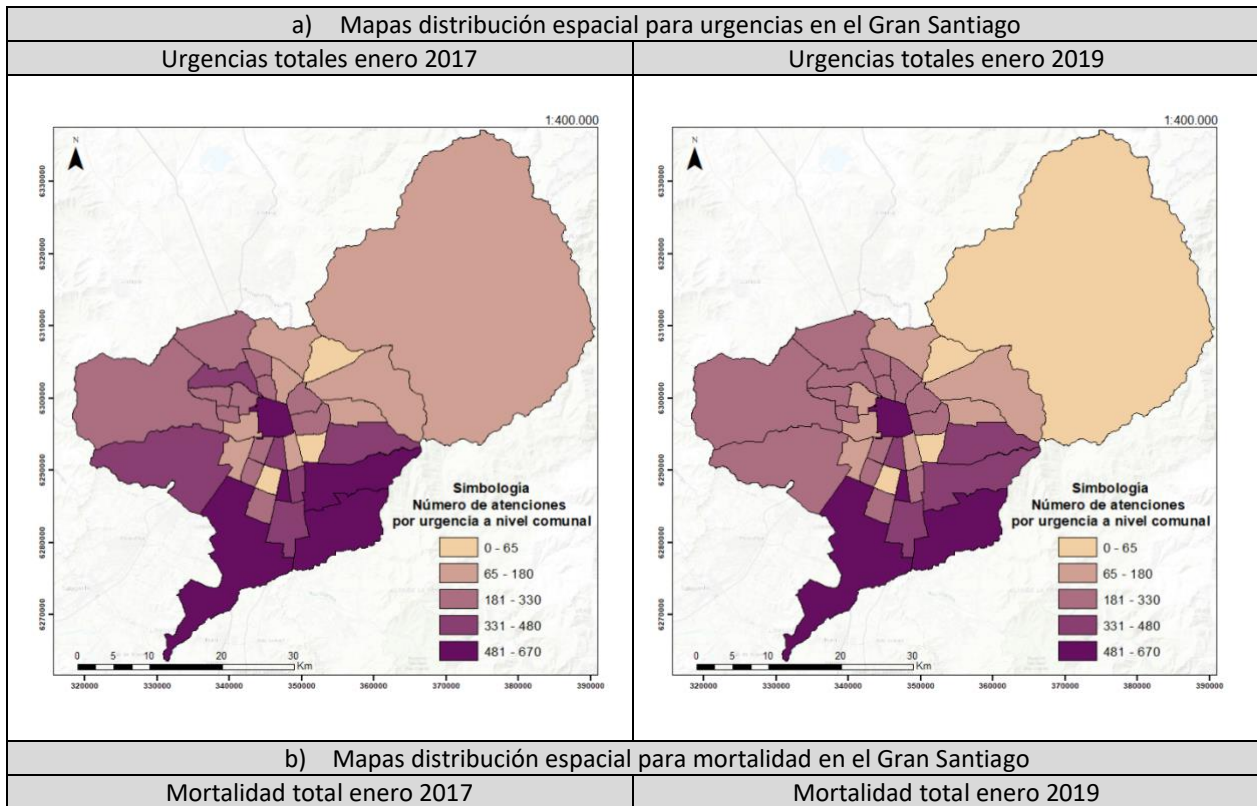 a) Mapas distribución espacial para urgencias en el Gran Santiago
Urgencias totales enero 2017
Urgencias totales enero 2019
1:400.000
N
6330000
6320000
6310000
6300000
6290000
6280000
6270000
Simbología
Número de atenciones
por urgencia a nivel comunal
0 - 65
65 - 180
181 - 330
331 - 480
481 - 670
0 5 10 20 30
Km
320000 330000 340000 350000 360000 370000 380000 390000
1:400.000
N
6330000
6320000
6310000
6300000
6290000
6280000
6270000
Simbología
Número de atenciones
por urgencia a nivel comunal
0 - 65
65 - 180
181 - 330
331 - 480
481 - 670
0 5 10 20 30
Km
320000 330000 340000 350000 360000 370000 380000 390000
b) Mapas distribución espacial para mortalidad en el Gran Santiago
Mortalidad total enero 2017
Mortalidad total enero 2019